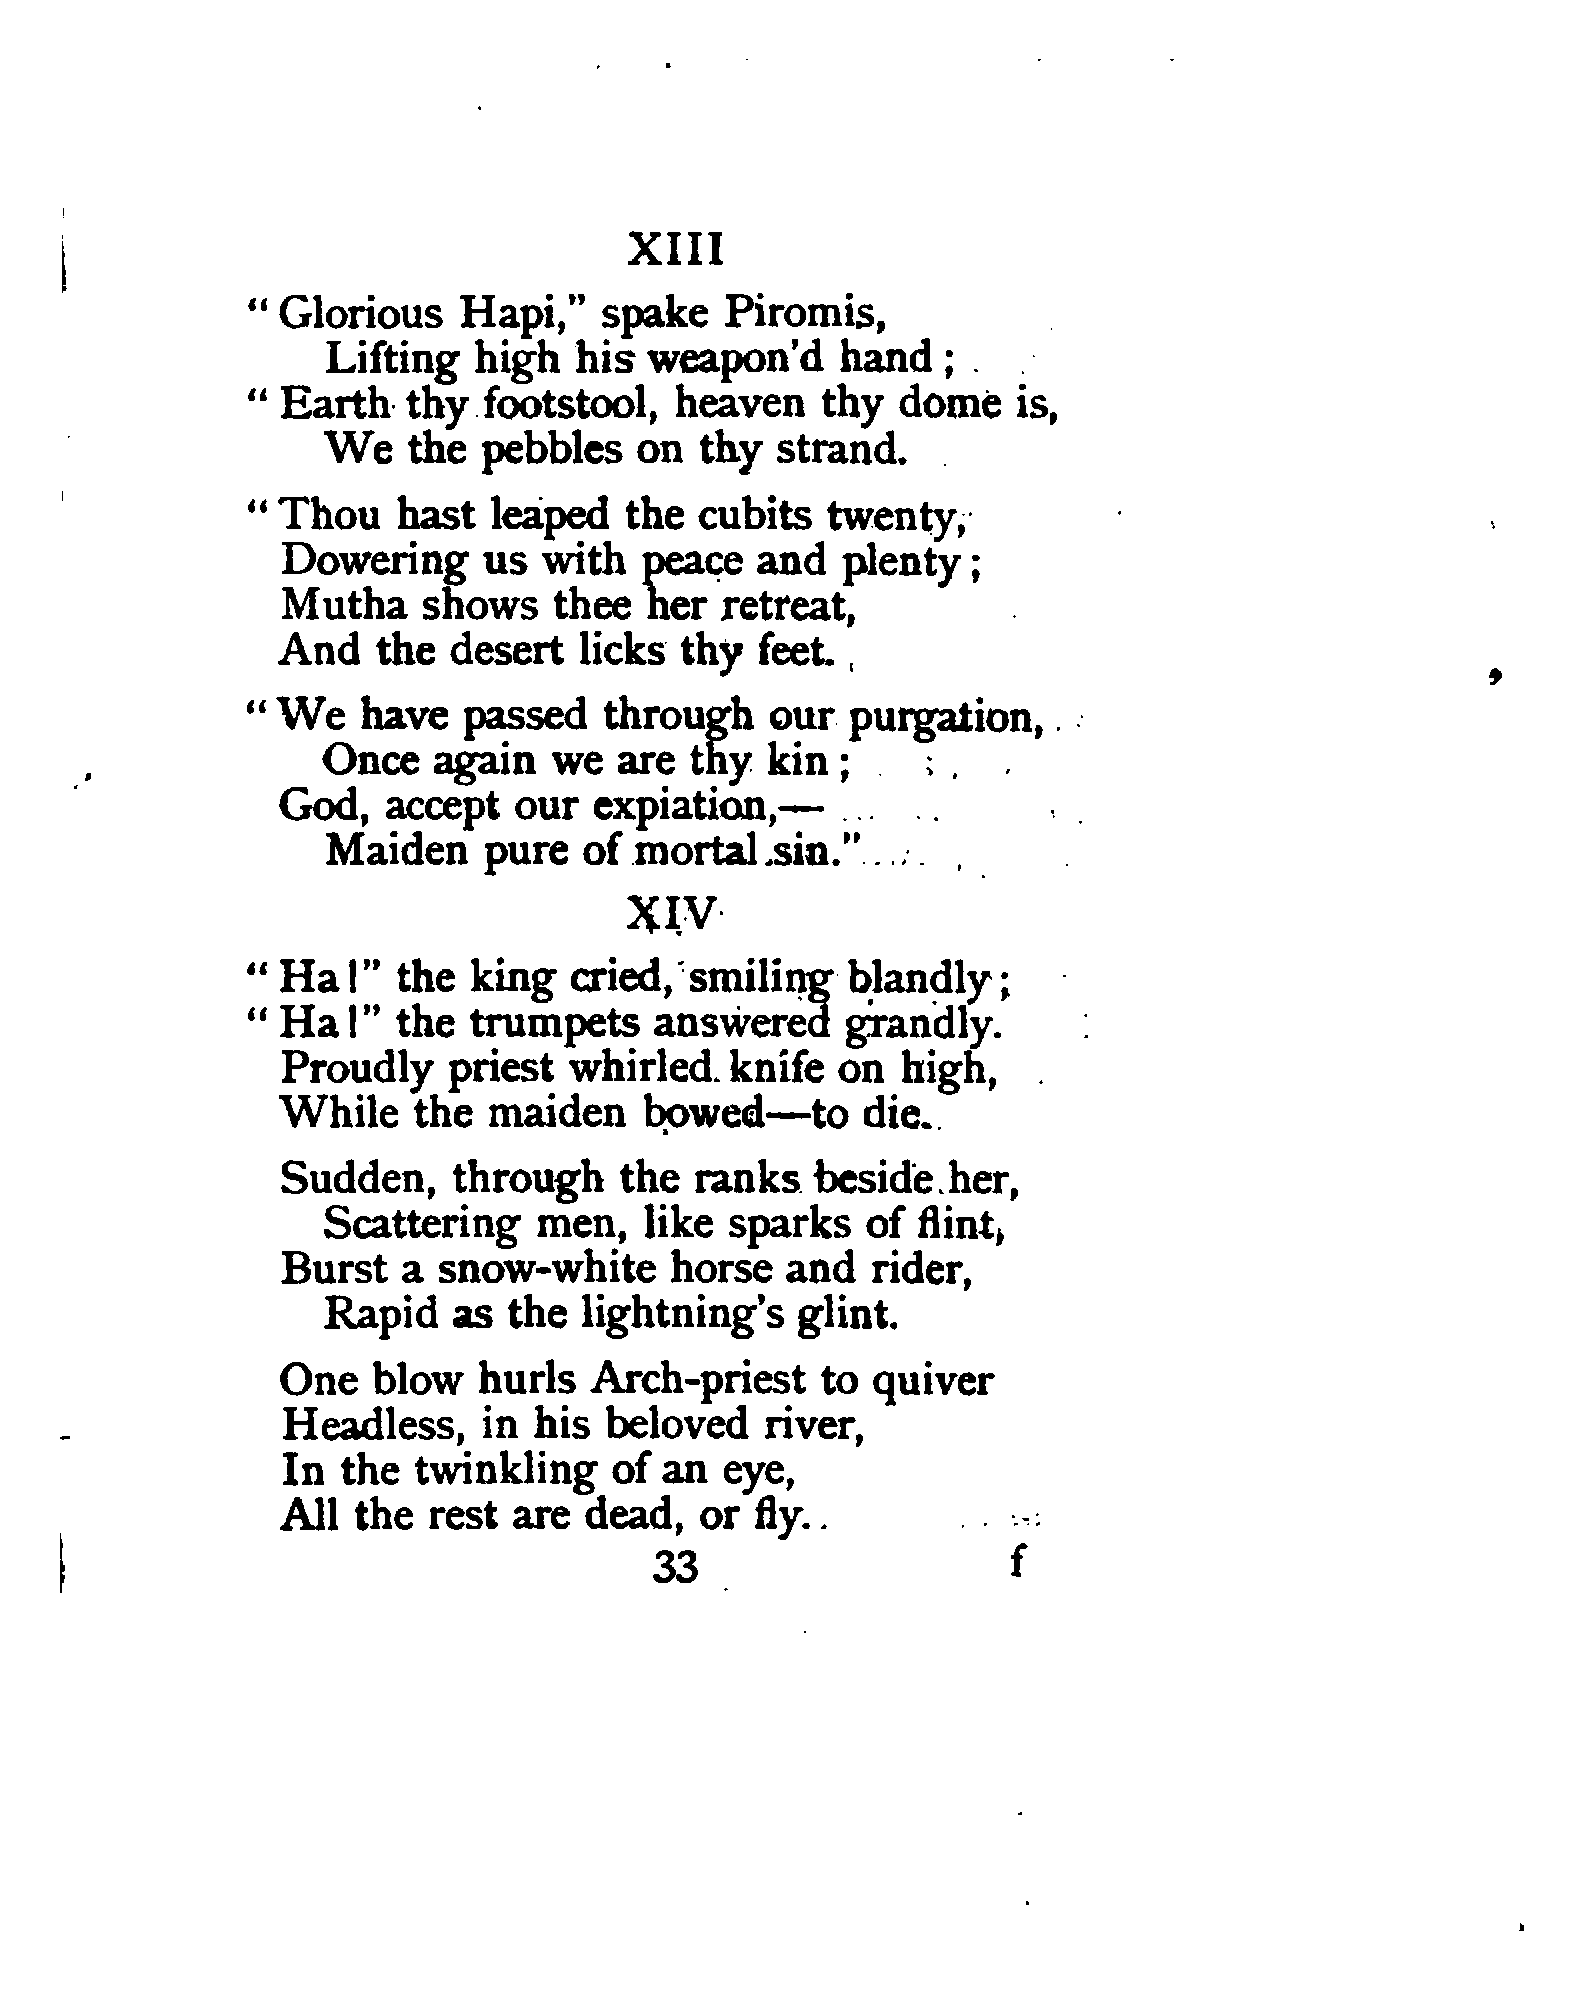 XIII
“Glorious Hapi,” spake Piromis,
Lifting high his weapon'd hand;
“Earth thy footstool, heaven thy dome is,
We the pebbles on thy strand.
“Thou hast leaped the cubits twenty,
Dowering us with peace and plenty;
Mutha shows thee her retreat,
And the desert licks thy feet.
“We have passed through our purgation,
Once again we are thy kin;
God, accept our expiation,—
Maiden pure of mortal sin.”
XIV
“Ha!” the king cried, smiling blandly;
“Ha!” the trumpets answered grandly.
Proudly priest whirled knife on high,
While the maiden bowed—to die.
Sudden, through the ranks beside her,
Scattering men, like sparks of flint,
Burst a snow-white horse and rider,
Rapid as the lightning's glint.
One blow hurls Arch-priest to quiver
Headless, in his beloved river,
In the twinkling of an eye,
All the rest are dead, or fly.
33 f